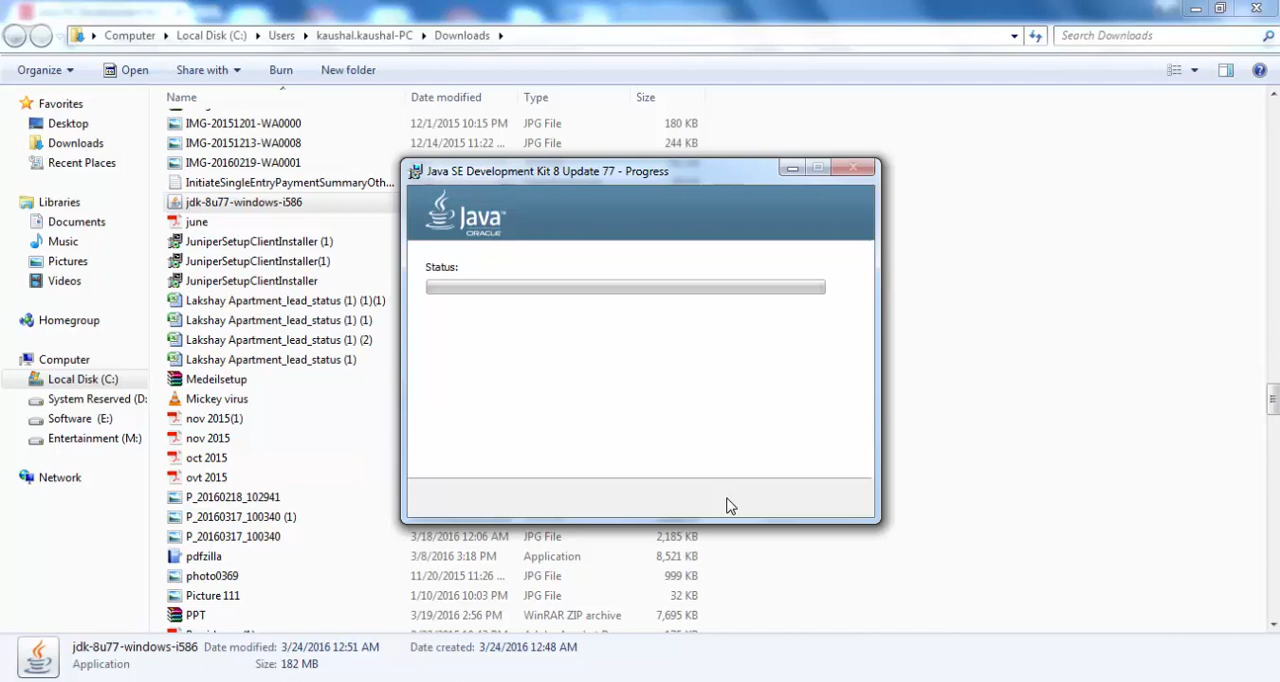 Computer Local Disk (C:) Users kaushal.kaushal-PC Downloads Search Downloads
Organize Open Share with Burn New folder
Name Date modified Type Size
Favorites
Desktop
Downloads
Recent Places
Libraries
Documents
Music
Pictures
Videos
Homegroup
Computer
Local Disk (C:)
System Reserved (D:
Software (E:)
Entertainment (M:)
Network
IMG-20151201-WA0000 12/1/2015 10:15 PM JPG File 180 KB
IMG-20151213-WA0008 12/14/2015 11:22 ... JPG File 244 KB
IMG-20160219-WA0001
InitiateSingleEntryPaymentSummaryOth...
jdk-8u77-windows-i586
june
JuniperSetupClientInstaller (1)
JuniperSetupClientInstaller(1)
JuniperSetupClientInstaller
Lakshay Apartment_lead_status (1) (1)(1)
Lakshay Apartment_lead_status (1) (1)
Lakshay Apartment_lead_status (1) (2)
Lakshay Apartment_lead_status (1)
Medeilsetup
Mickey virus
nov 2015(1)
nov 2015
oct 2015
ovt 2015
P_20160218_102941
P_20160317_100340 (1)
P_20160317_100340 3/18/2016 12:06 AM JPG File 2,185 KB
pdfzilla 3/8/2016 3:18 PM Application 8,521 KB
photo0369 11/20/2015 11:26 ... JPG File 999 KB
Picture 111 1/10/2016 10:03 PM JPG File 32 KB
PPT 3/19/2016 2:56 PM WinRAR ZIP archive 7,695 KB
Java SE Development Kit 8 Update 77 - Progress
Java™
ORACLE
Status:
jdk-8u77-windows-i586 Date modified: 3/24/2016 12:51 AM Date created: 3/24/2016 12:48 AM
Application Size: 182 MB